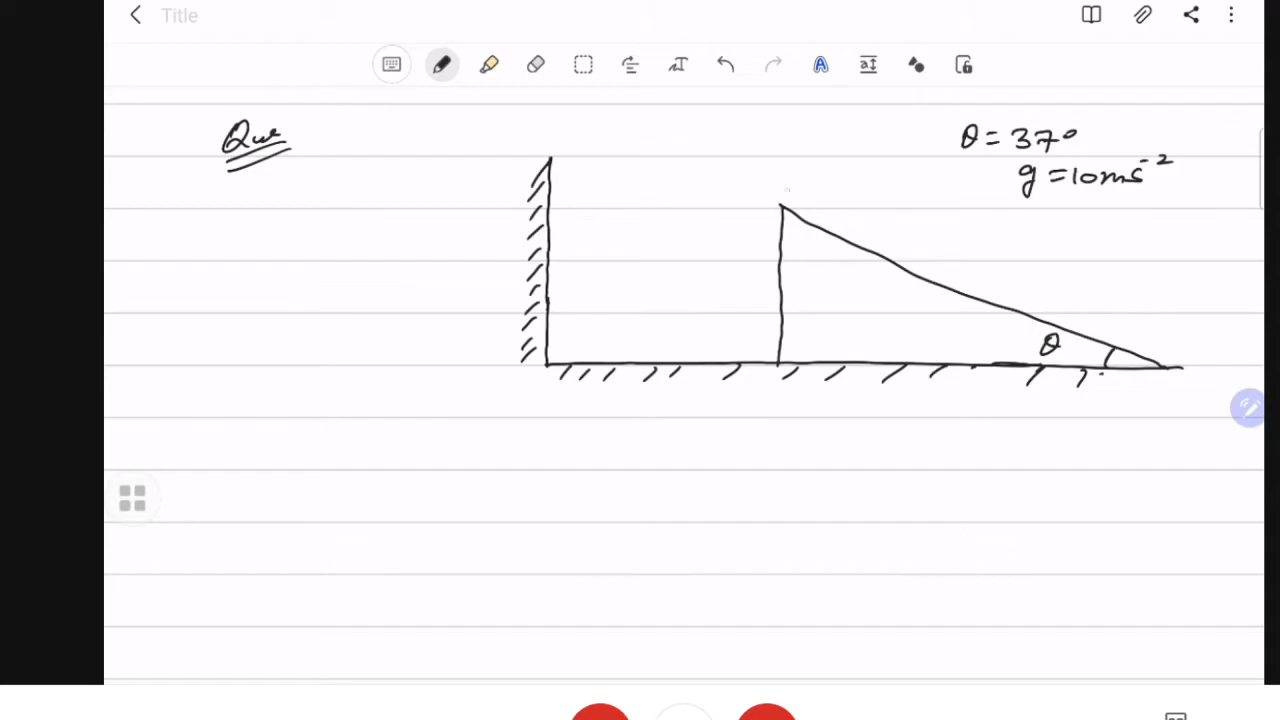 Title
Que
θ = 37°
g = 10ms⁻²
θ